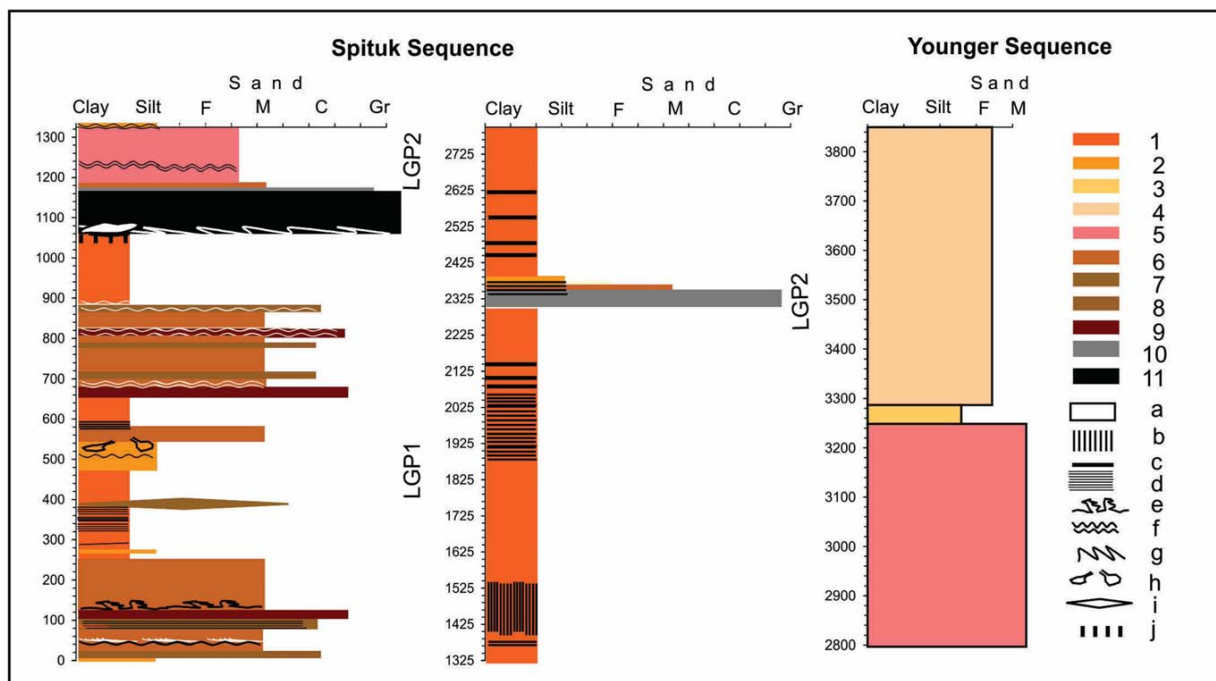 Spituk Sequence
Younger Sequence
Sand
Clay Silt F M C Gr
1300
1200
1100
1000
900
800
700
600
500
400
300
200
100
0
LGP2
LGP1
Sand
Clay Silt F M C Gr
2725
2625
2525
2425
2325
2225
2125
2025
1925
1825
1725
1625
1525
1425
1325
LGP2
Sand
Clay Silt F M
3800
3700
3600
3500
3400
3300
3200
3100
3000
2900
2800
1
2
3
4
5
6
7
8
9
10
11
a
b
c
d
e
f
g
h
i
j